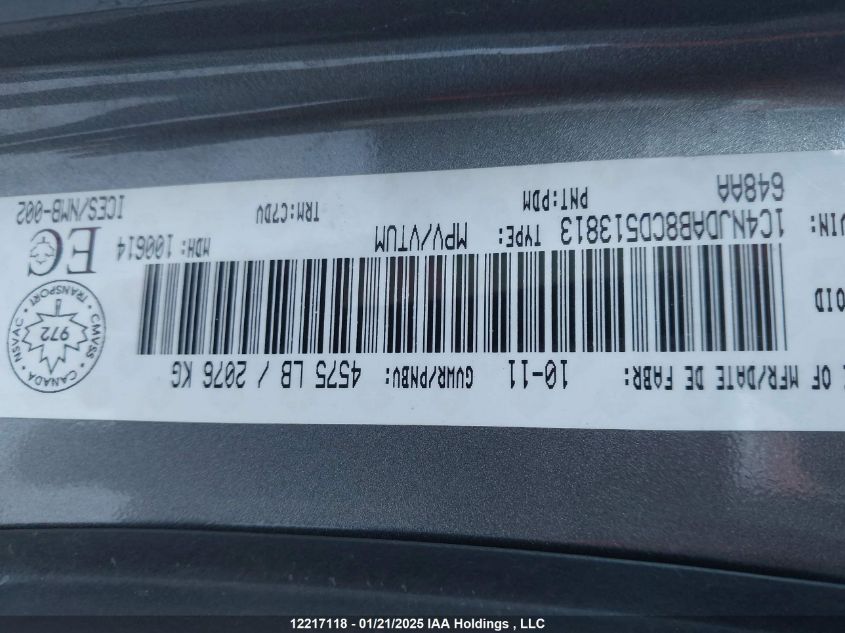 OF MFR/DATE DE FABR: 10-11 GVWR/PNBV: 4575 LB / 2076 KG
CMVSS • CANADA • NSVAC • TRANSPORT
972
OID
VIN: 1C4NJDAB8CD513813 TYPE: MPV/VTUM MDH: 100614
EC
PNT:PDM TRM:C7DV ICES/NMB-002
648AA
12217118 - 01/21/2025 IAA Holdings , LLC